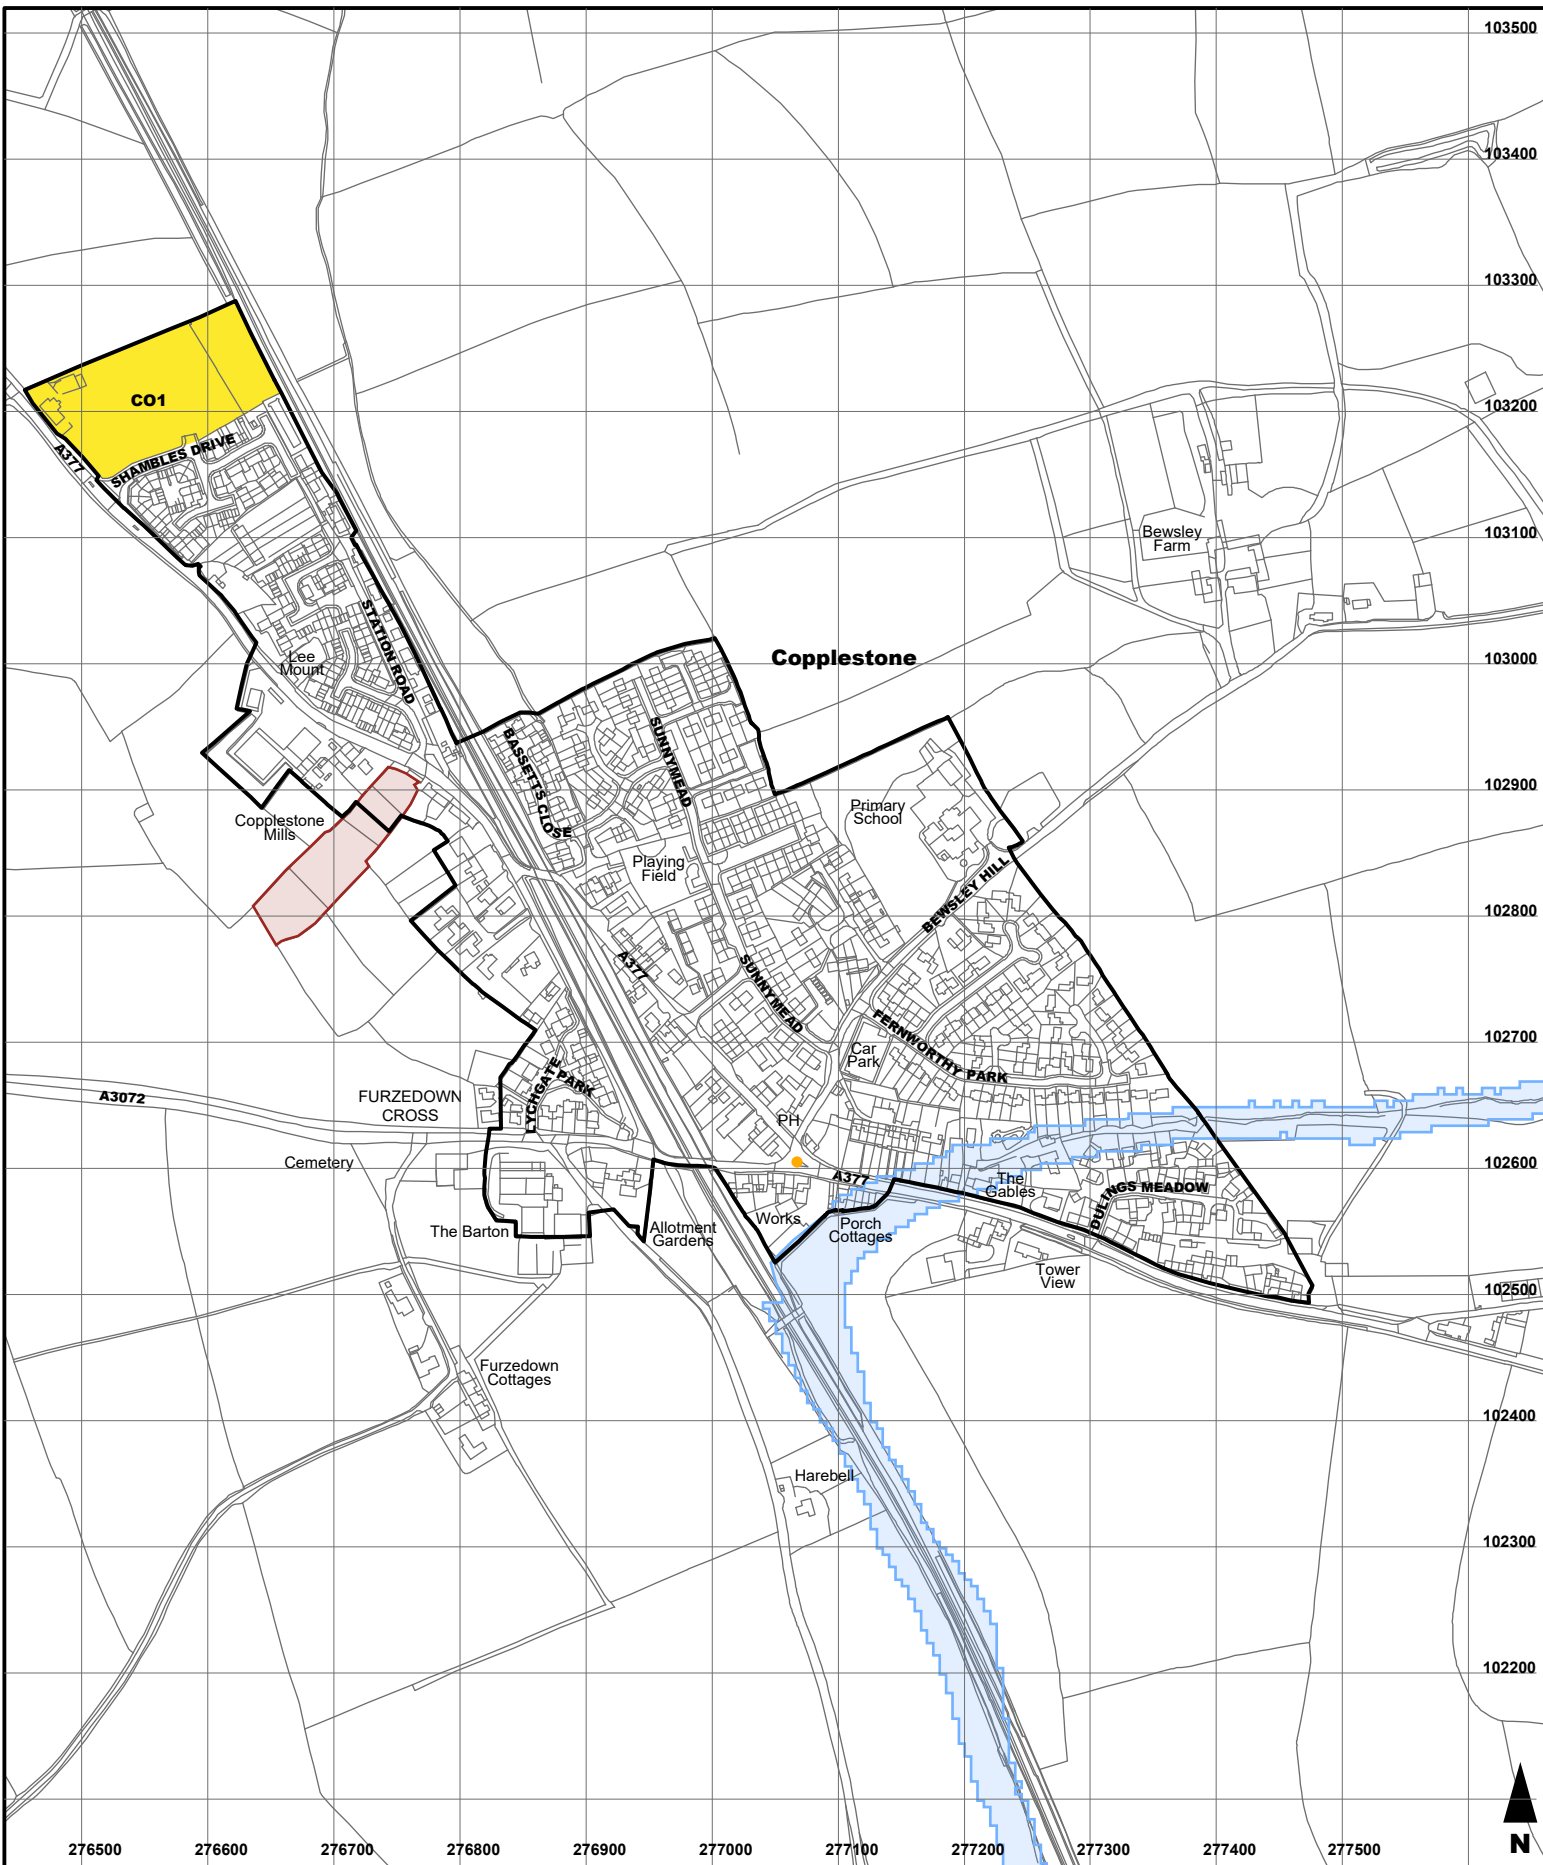 103500
103400
103300
CO1
103200
SHAMBLES DRIVE
A377
Bewsley
Farm
103100
STATION ROAD
Lee
Mount
Copplestone
103000
BASSETTS CLOSE
SUNNYMEAD
102900
Primary
School
Copplestone
Mills
Playing
Field
BEWSLEY HILL
102800
A377
SUNNYMEAD
FERNWORTHY PARK
102700
Car
Park
LYCHGATE
PARK
A3072
FURZEDOWN
CROSS
PH
Cemetery
102600
A377
The
Gables
DULINGS MEADOW
The Barton
Allotment
Gardens
Works
Porch
Cottages
Tower
View
102500
Furzedown
Cottages
102400
Harebell
102300
102200
276500
276600
276700
276800
276900
277000
277100
277200
277300
277400
277500
N